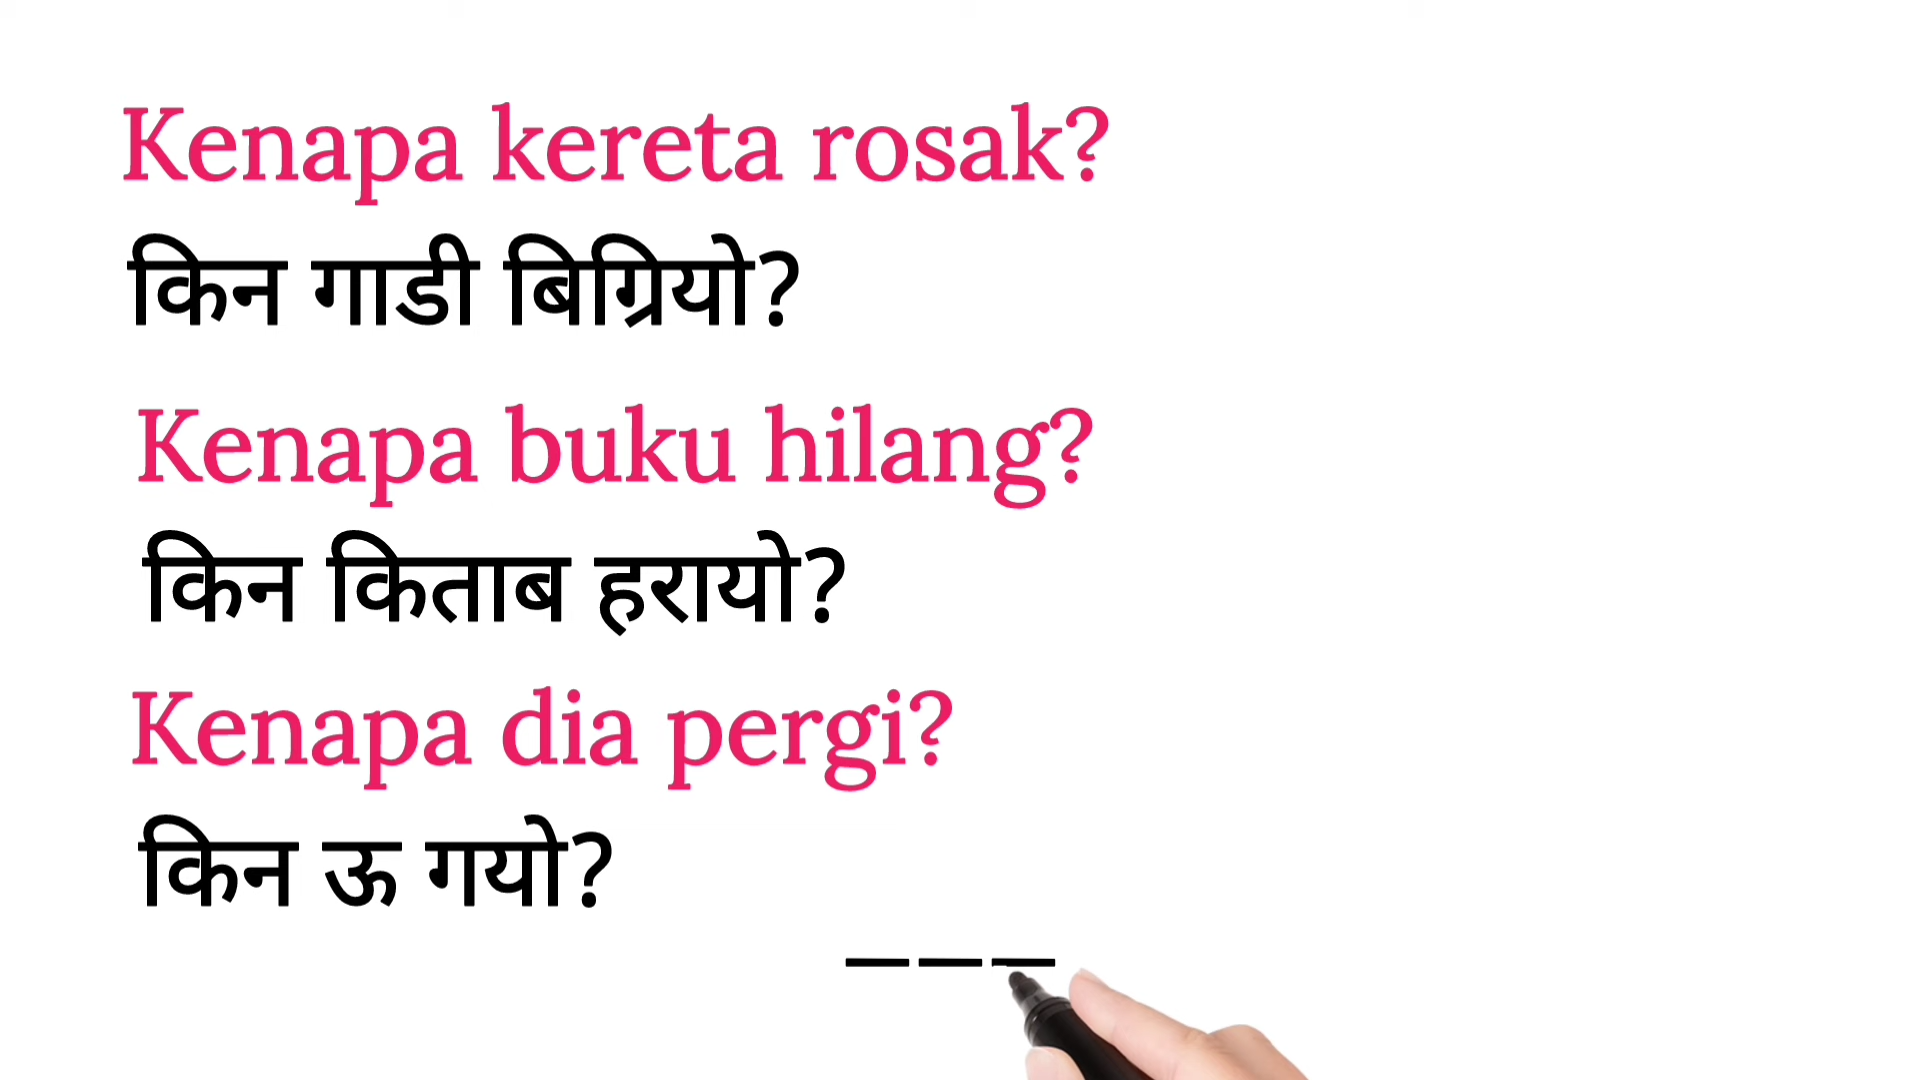 Kenapa kereta rosak?
किन गाडी बिग्रियो?
Kenapa buku hilang?
किन किताब हरायो?
Kenapa dia pergi?
किन ऊ गयो?